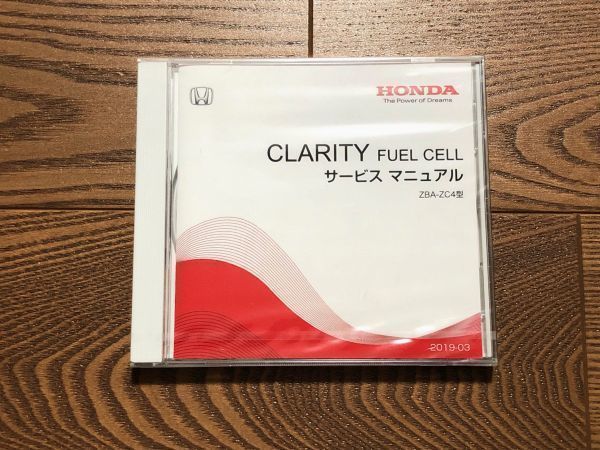 HONDA
The Power of Dreams
CLARITY FUEL CELL
サービス マニュアル
ZBA-ZC4型
2019-03